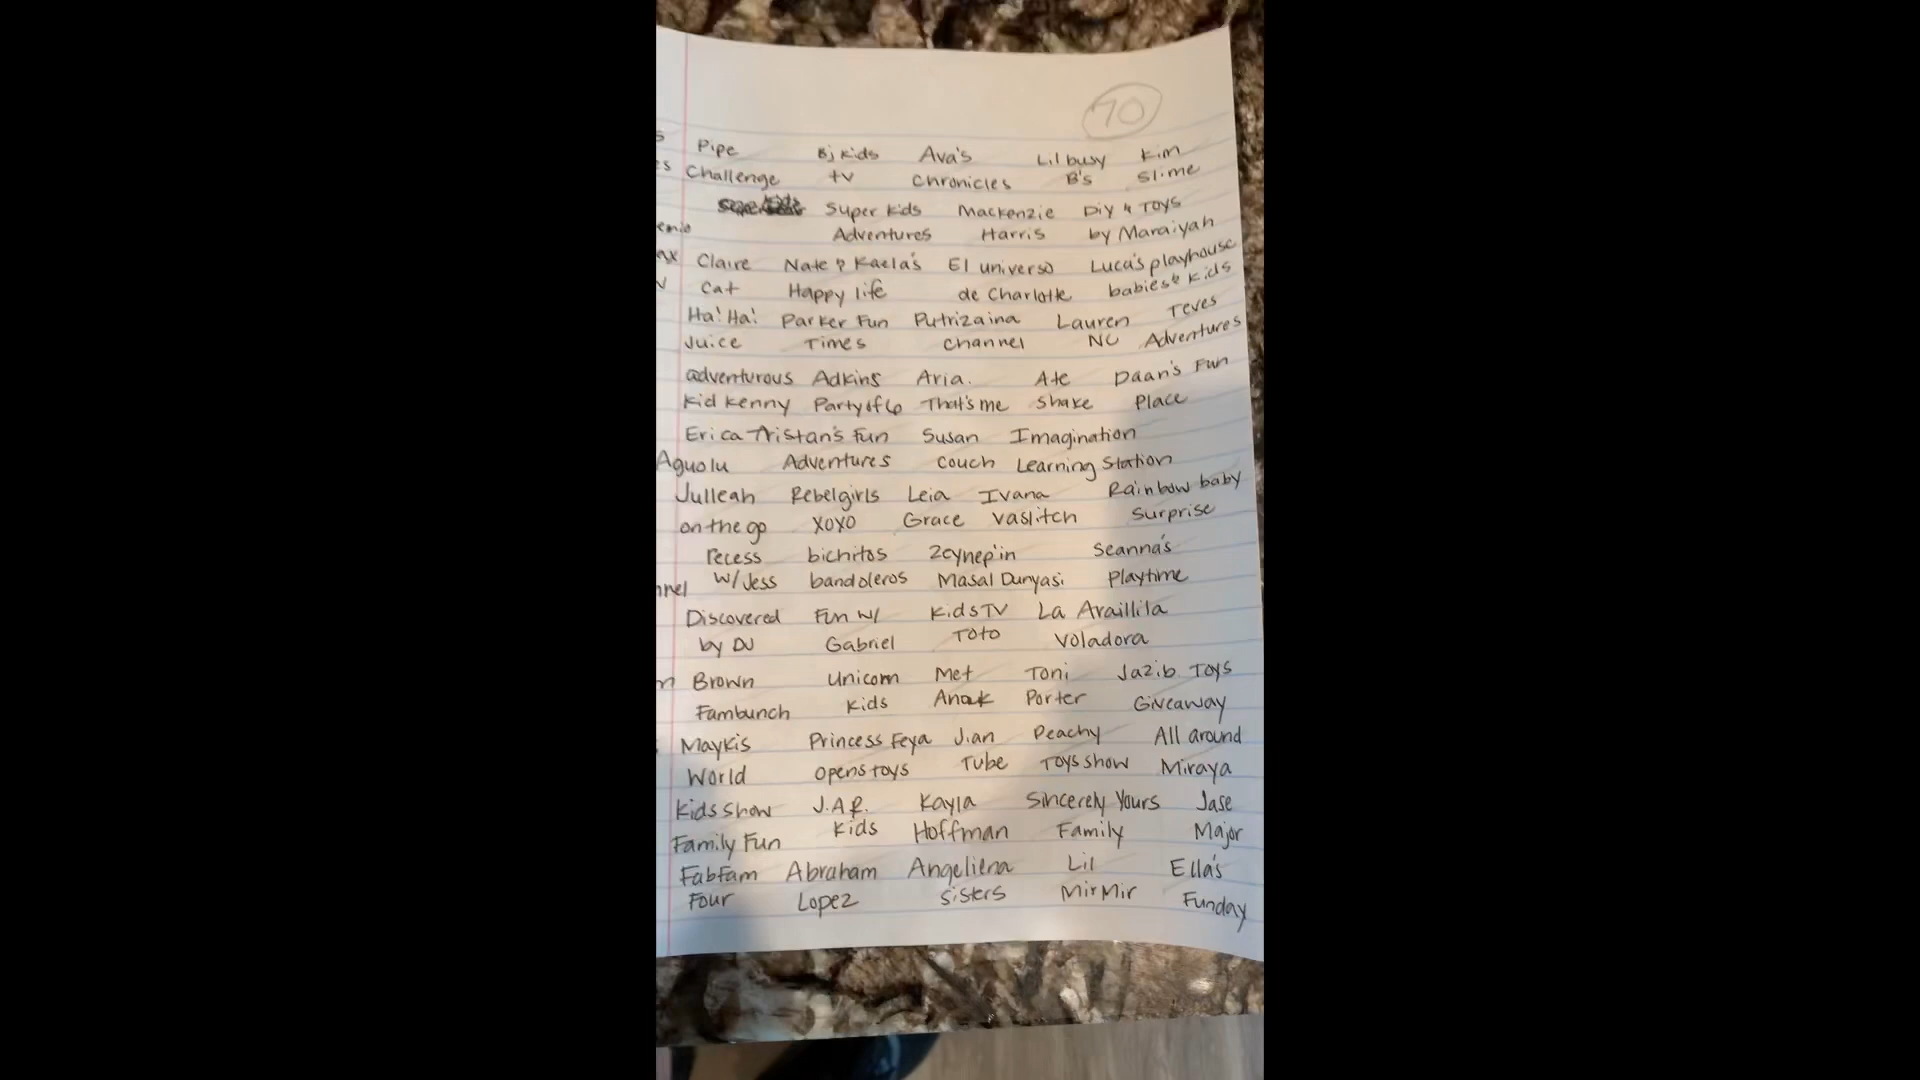 70
Pipe Bj Kids Ava's Lil busy Kim
Challenge tv Chronicles B's Slime
Super Kids Mackenzie DiY & Toys
Adventures Harris by Maraiyah
Claire Nate & Kaela's El universo Luca's playhouse
Cat Happy life de Charlotte babies & kids
Ha! Ha! Parker Fun Putrizaina Lauren Teves
Juice Times Channel NC Adventures
adventurous Adkins Aria. Ate Daan's Fun
Kid Kenny Party of 6 That's me Shake Place
Erica Tristan's Fun Susan Imagination
Aguolu Adventures Couch Learning Station
Julleah Rebelgirls Leia Ivana Rainbow baby
on the go XOXO Grace Vaslitch Surprise
recess bichitos Zeynep'in Seanna's
w/Jess bandoleros Masal Dunyasi Playtime
Discovered Fun w/ KidsTV La Araillila
by DJ Gabriel TOTO Voladora
Brown Unicorn Met Toni Jazib. Toys
Fambunch Kids Anouk Porter Giveaway
Maykis Princess Feya Jian Peachy All around
World opens toys Tube Toys show Miraya
Kids Show J.A.R. Kayla Sincerely Yours Jase
Family Fun Kids Hoffman Family Major
FabFam Abraham Angeliena Lil Ella's
Four Lopez Sisters MirMir Funday